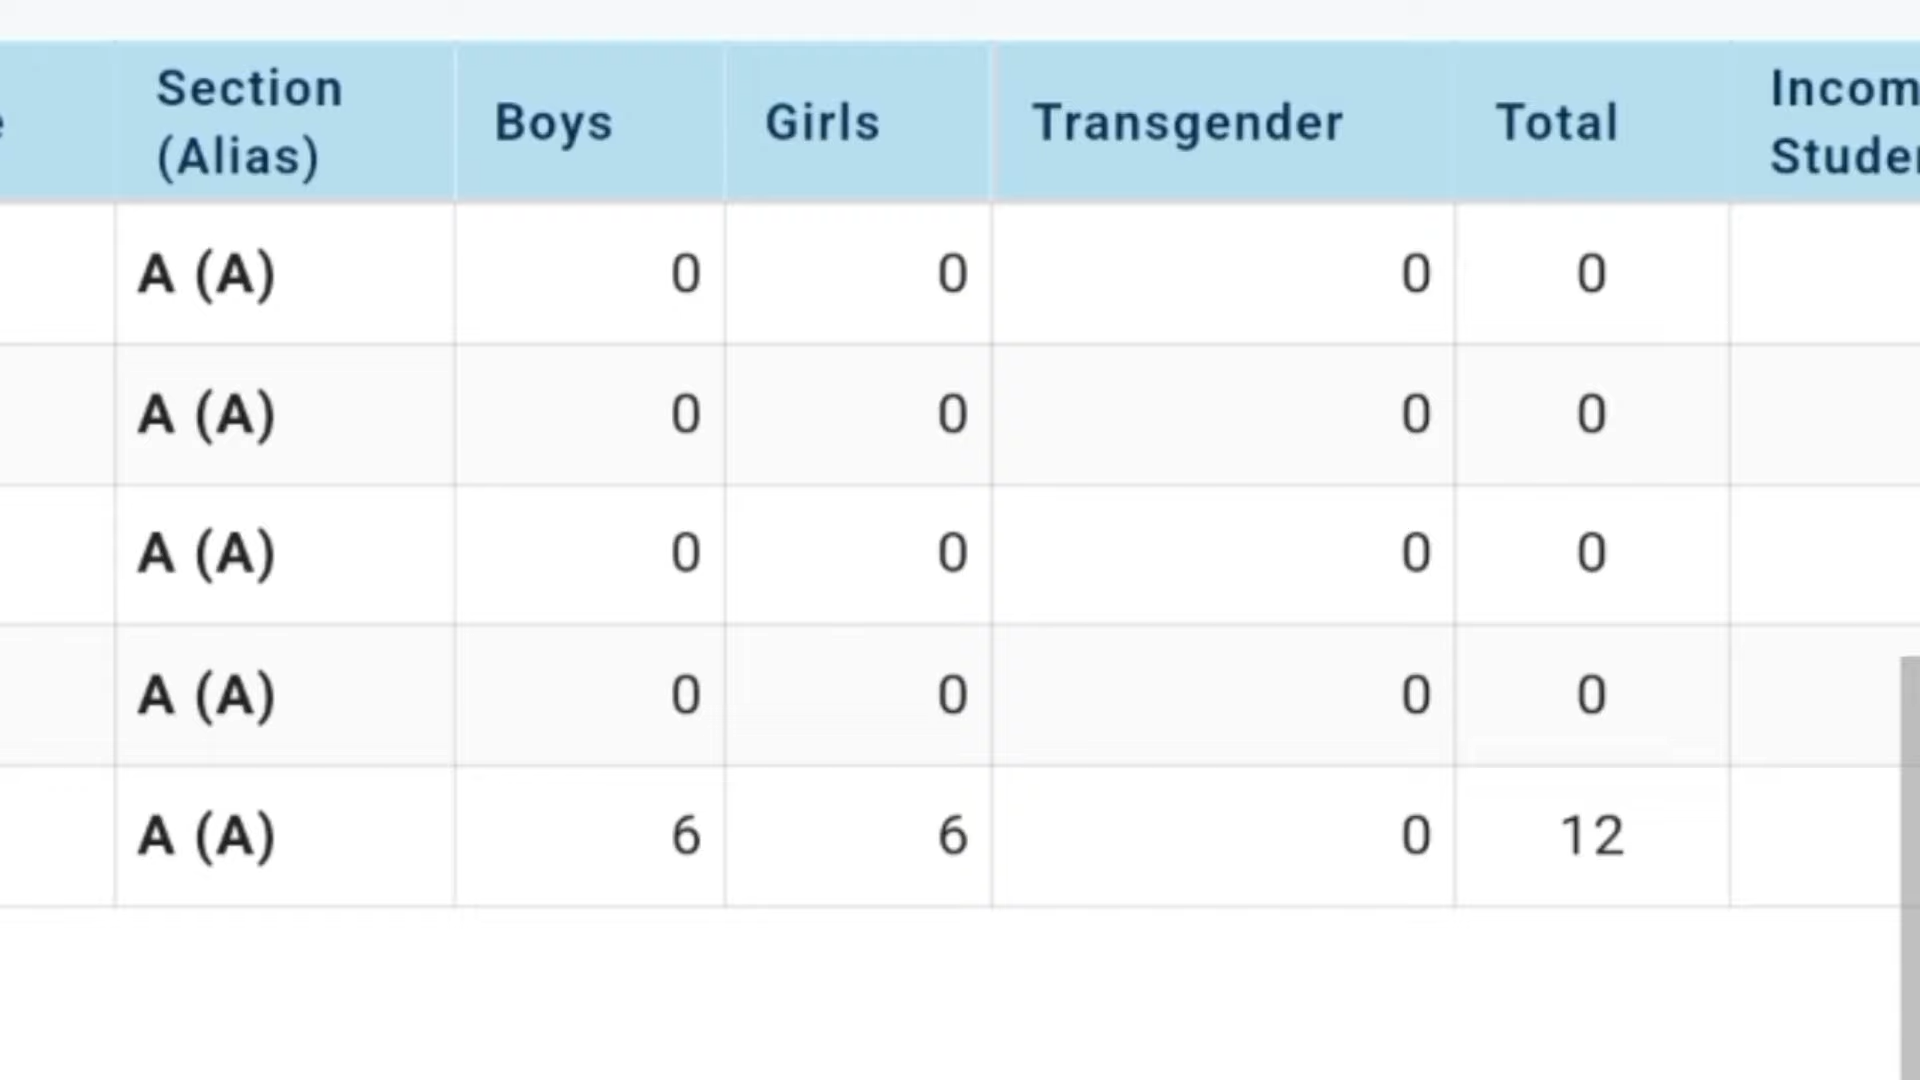 Section
(Alias)
Boys
Girls
Transgender
Total
A (A) 0 0 0 0
A (A) 0 0 0 0
A (A) 0 0 0 0
A (A) 0 0 0 0
A (A) 6 6 0 12